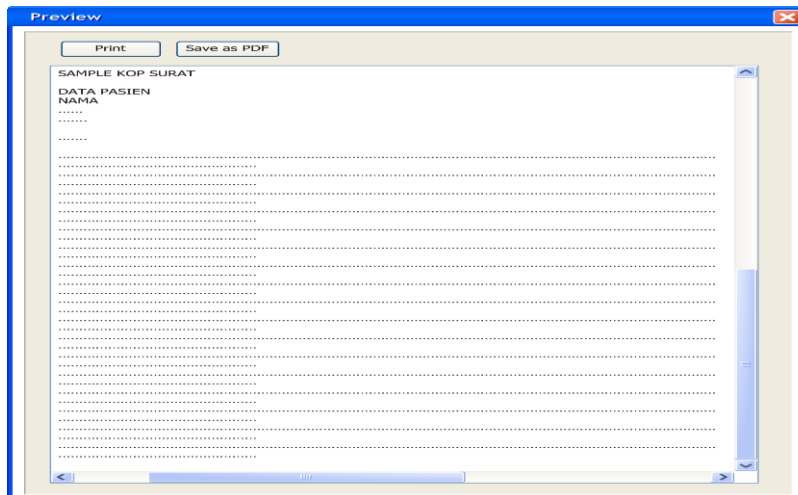 Preview
Print Save as PDF
SAMPLE KOP SURAT
DATA PASIEN
NAMA